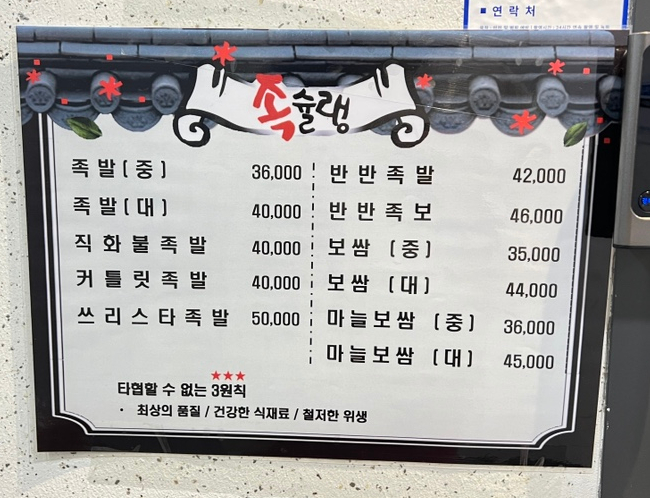 ■ 연락처
족슐랭
족발(중) 36,000
족발(대) 40,000
직화불족발 40,000
커틀릿족발 40,000
쓰리스타족발 50,000
반반족발 42,000
반반족보 46,000
보쌈 (중) 35,000
보쌈 (대) 44,000
마늘보쌈 (중) 36,000
마늘보쌈 (대) 45,000
★★★
타협할 수 없는 3원칙
• 최상의 품질 / 건강한 식재료 / 철저한 위생